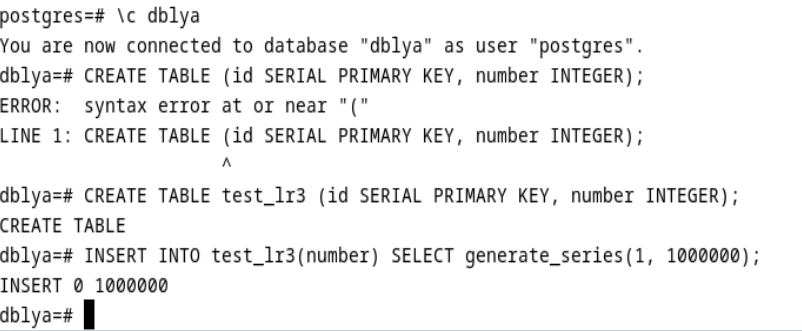 postgres=# \c dblya
You are now connected to database "dblya" as user "postgres".
dblya=# CREATE TABLE (id SERIAL PRIMARY KEY, number INTEGER);
ERROR:  syntax error at or near "("
LINE 1: CREATE TABLE (id SERIAL PRIMARY KEY, number INTEGER);
                     ^
dblya=# CREATE TABLE test_lr3 (id SERIAL PRIMARY KEY, number INTEGER);
CREATE TABLE
dblya=# INSERT INTO test_lr3(number) SELECT generate_series(1, 1000000);
INSERT 0 1000000
dblya=#